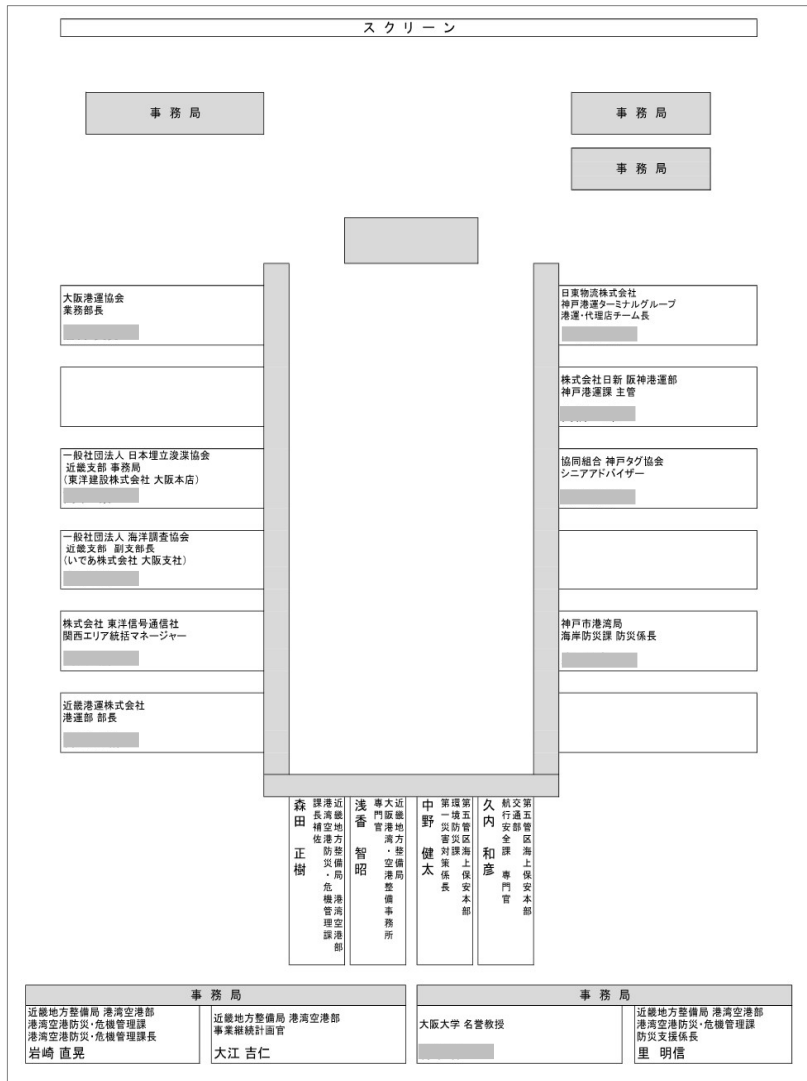 スクリーン
事務局
事務局
事務局
大阪港運協会
業務部長
日東物流株式会社
神戸港運ターミナルグループ
港運・代理店チーム長
株式会社日新 阪神港運部
神戸港運課 主管
一般社団法人 日本埋立浚渫協会
近畿支部 事務局
(東洋建設株式会社 大阪本店)
協同組合 神戸タグ協会
シニアアドバイザー
一般社団法人 海洋調査協会
近畿支部 副支部長
(いであ株式会社 大阪支社)
株式会社 東洋信号通信社
関西エリア統括マネージャー
神戸市港湾局
海岸防災課 防災係長
近畿港運株式会社
港運部 部長
近畿地方整備局 港湾空港部
港湾空港防災・危機管理課
課長補佐
森田 正樹
近畿地方整備局
大阪港湾・空港整備事務所
専門官
浅香 智昭
第五管区海上保安本部
環境防災課
第一災害対策係長
中野 健太
第五管区海上保安本部
交通部
航行安全課 専門官
久内 和彦
事務局
近畿地方整備局 港湾空港部
港湾空港防災・危機管理課
港湾空港防災・危機管理課長
岩崎 直晃
近畿地方整備局 港湾空港部
事業継続計画官
大江 吉仁
事務局
大阪大学 名誉教授
近畿地方整備局 港湾空港部
港湾空港防災・危機管理課
防災支援係長
里 明信